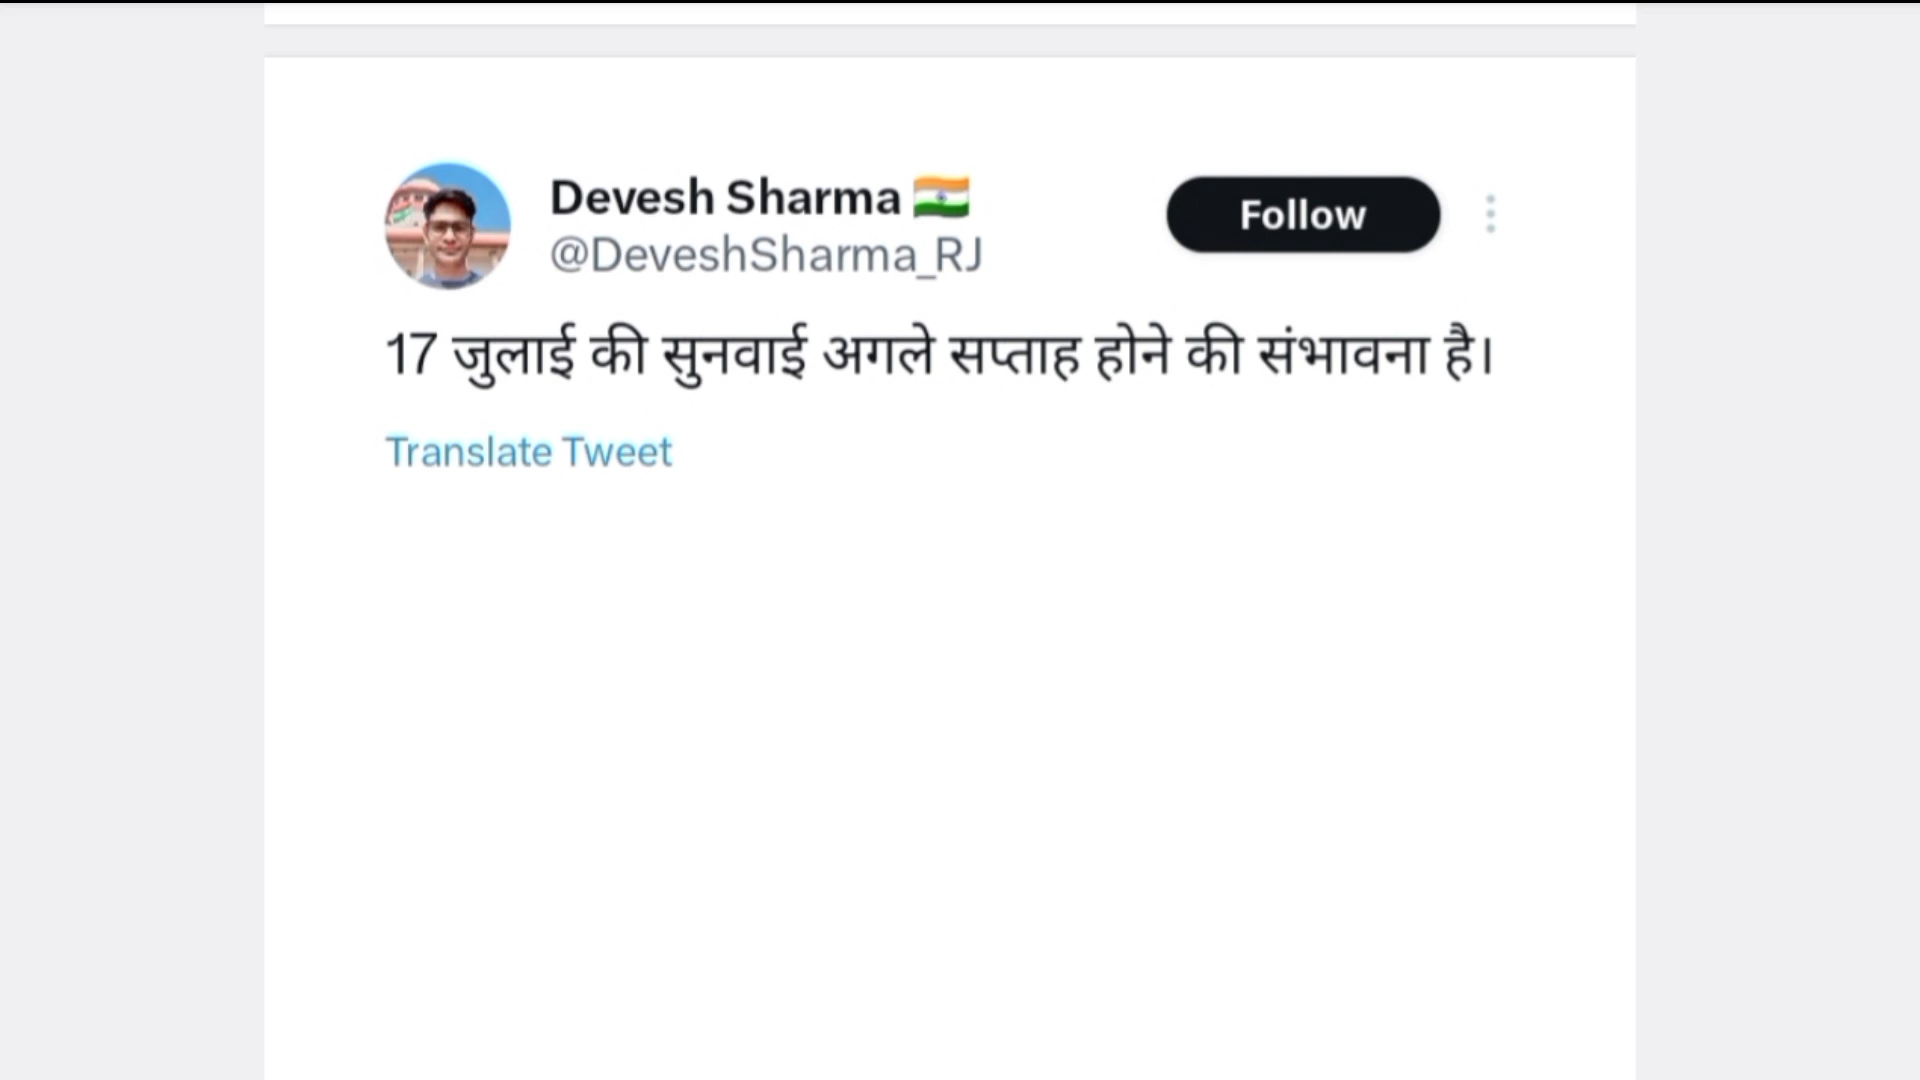 Devesh Sharma 🇮🇳
Follow
@DeveshSharma_RJ
17 जुलाई की सुनवाई अगले सप्ताह होने की संभावना है।
Translate Tweet